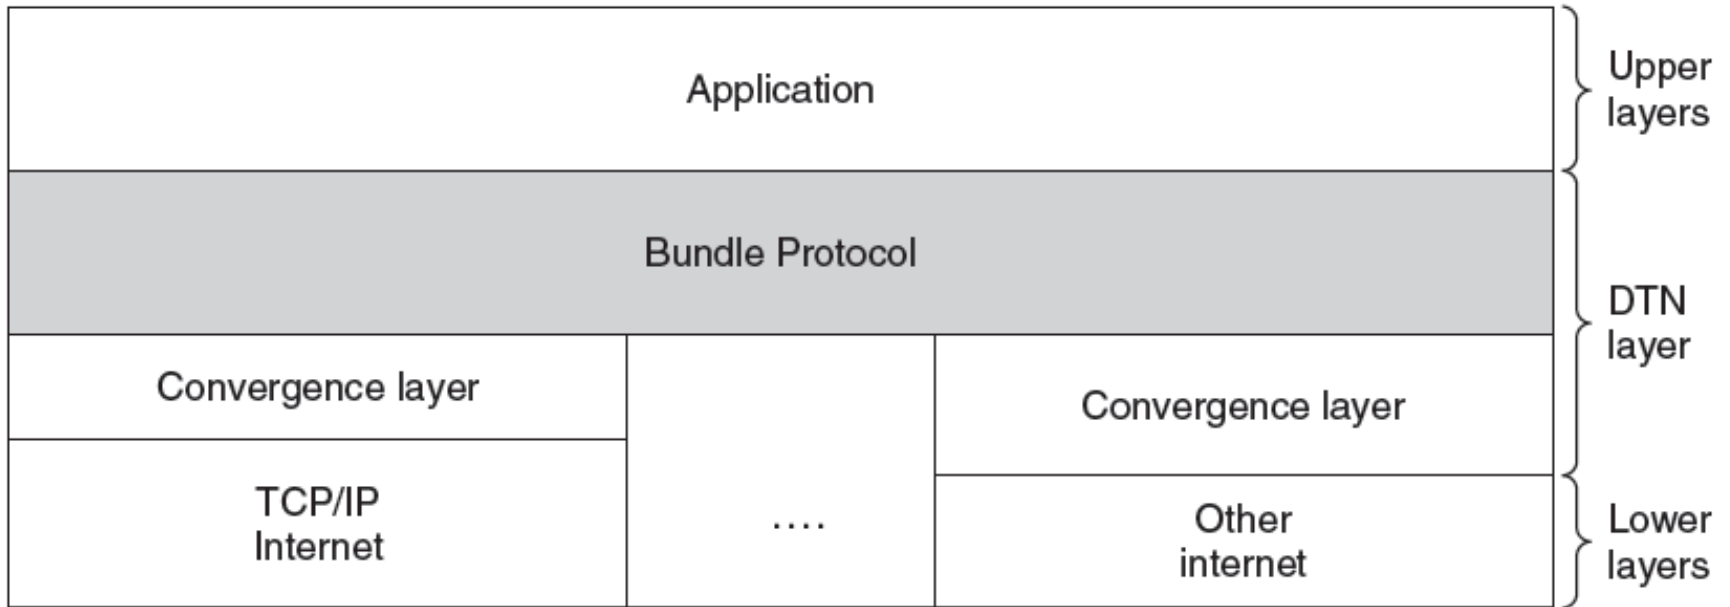 Application
Upper
layers
Bundle Protocol
DTN
layer
Convergence layer
Convergence layer
TCP/IP
Internet
....
Other
internet
Lower
layers